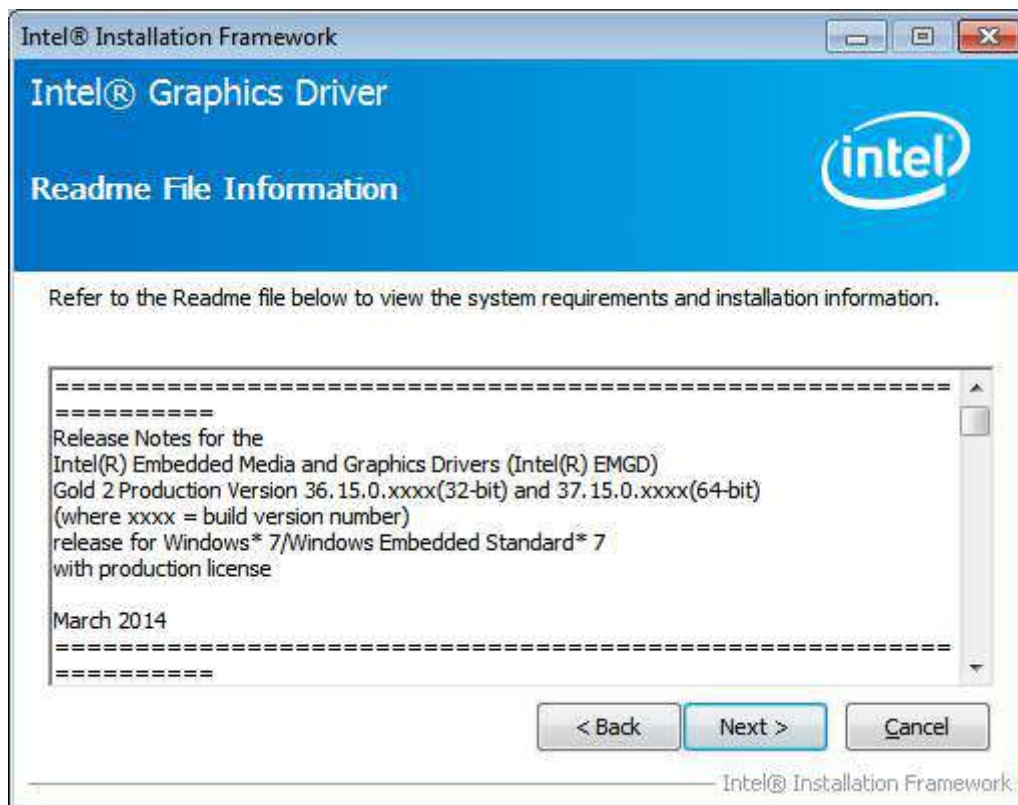 Intel® Installation Framework
Intel® Graphics Driver
intel
Readme File Information
Refer to the Readme file below to view the system requirements and installation information.
========================================================
==========
Release Notes for the
Intel(R) Embedded Media and Graphics Drivers (Intel(R) EMGD)
Gold 2 Production Version 36.15.0.xxxx(32-bit) and 37.15.0.xxxx(64-bit)
(where xxxx = build version number)
release for Windows* 7/Windows Embedded Standard* 7
with production license
March 2014
========================================================
==========
< Back
Next >
Cancel
Intel® Installation Framework